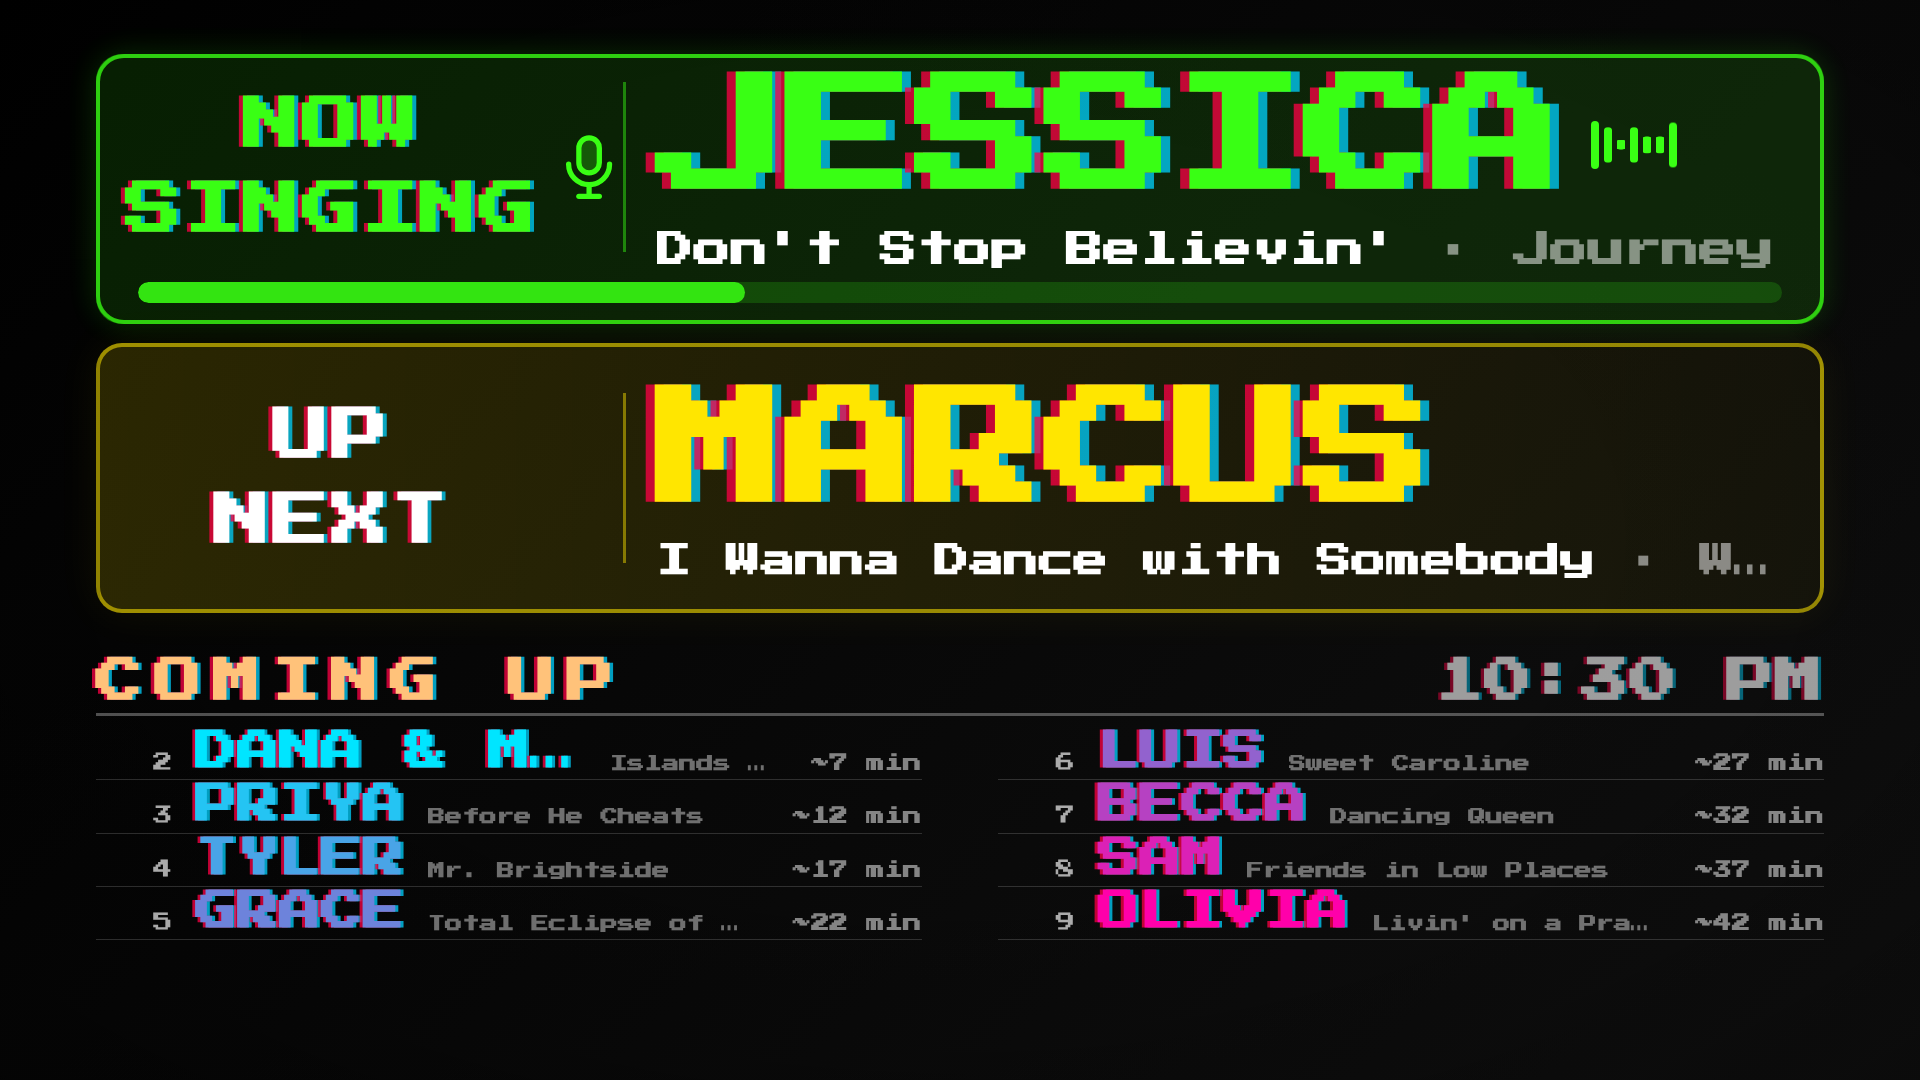 NOW
SINGING
JESSICA
Don't Stop Believin' · Journey
UP
NEXT
MARCUS
I Wanna Dance with Somebody · W...
COMING UP
10:30 PM
2 DANA & M... Islands ... ~7 min
3 PRIYA Before He Cheats ~12 min
4 TYLER Mr. Brightside ~17 min
5 GRACE Total Eclipse of ... ~22 min
6 LUIS Sweet Caroline ~27 min
7 BECCA Dancing Queen ~32 min
8 SAM Friends in Low Places ~37 min
9 OLIVIA Livin' on a Pra... ~42 min